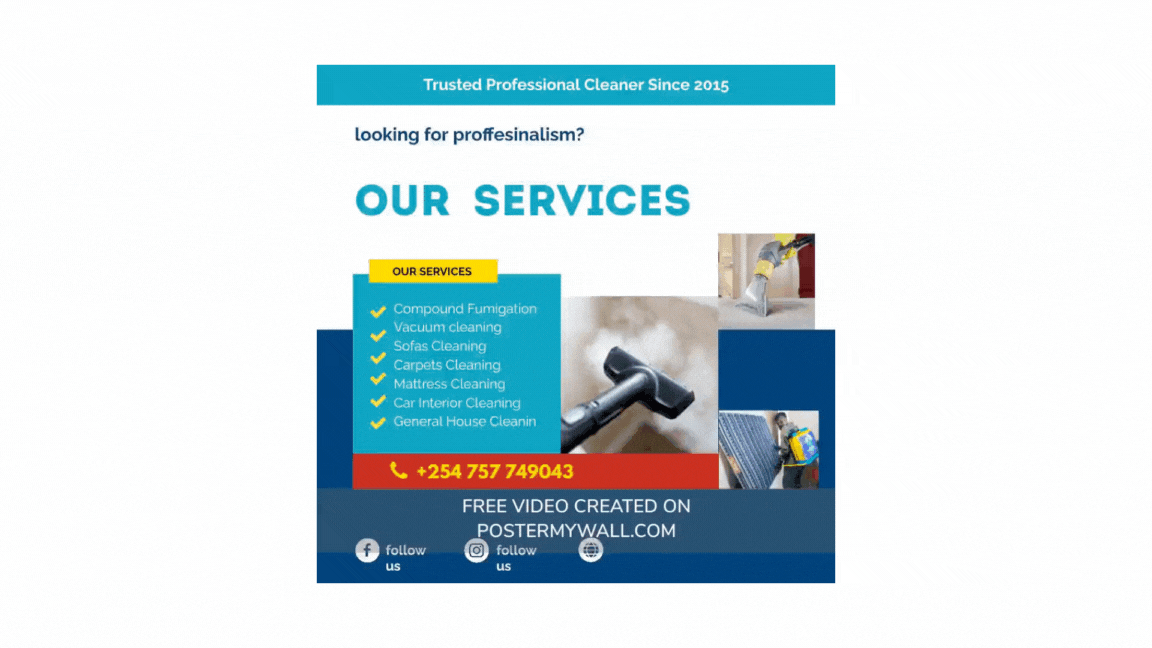 Trusted Professional Cleaner Since 2015
looking for proffesinalism?
OUR SERVICES
OUR SERVICES
Compound Fumigation
Vacuum cleaning
Sofas Cleaning
Carpets Cleaning
Mattress Cleaning
Car Interior Cleaning
General House Cleanin
+254 757 749043
FREE VIDEO CREATED ON
POSTERMYWALL.COM
follow
us
follow
us